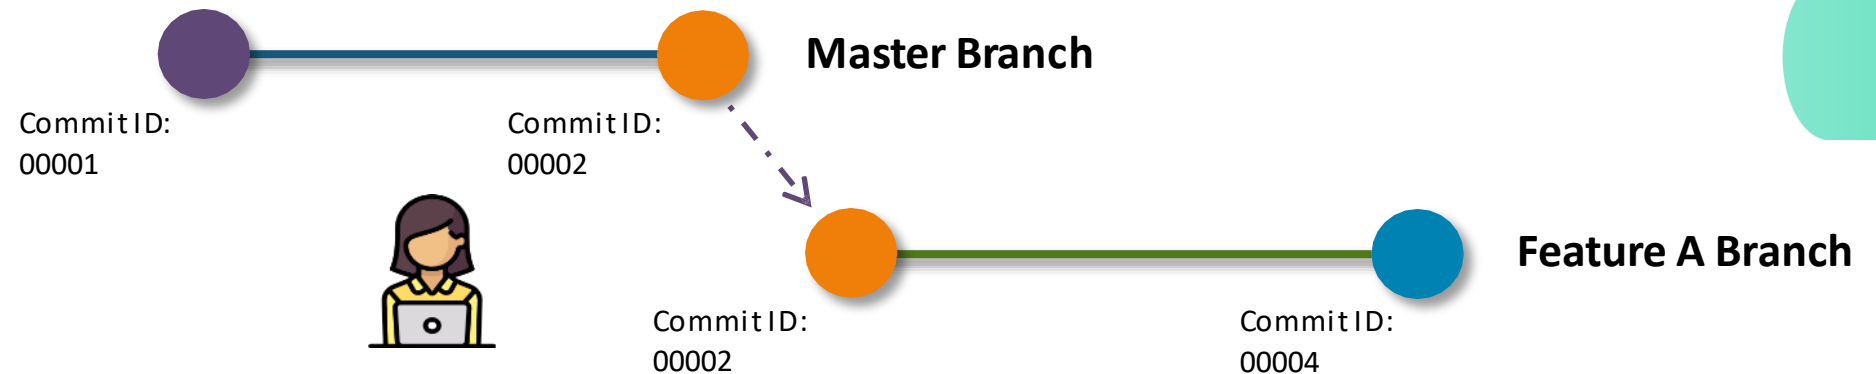 Master Branch
Commit ID:
00001
Commit ID:
00002
Feature A Branch
Commit ID:
00002
Commit ID:
00004